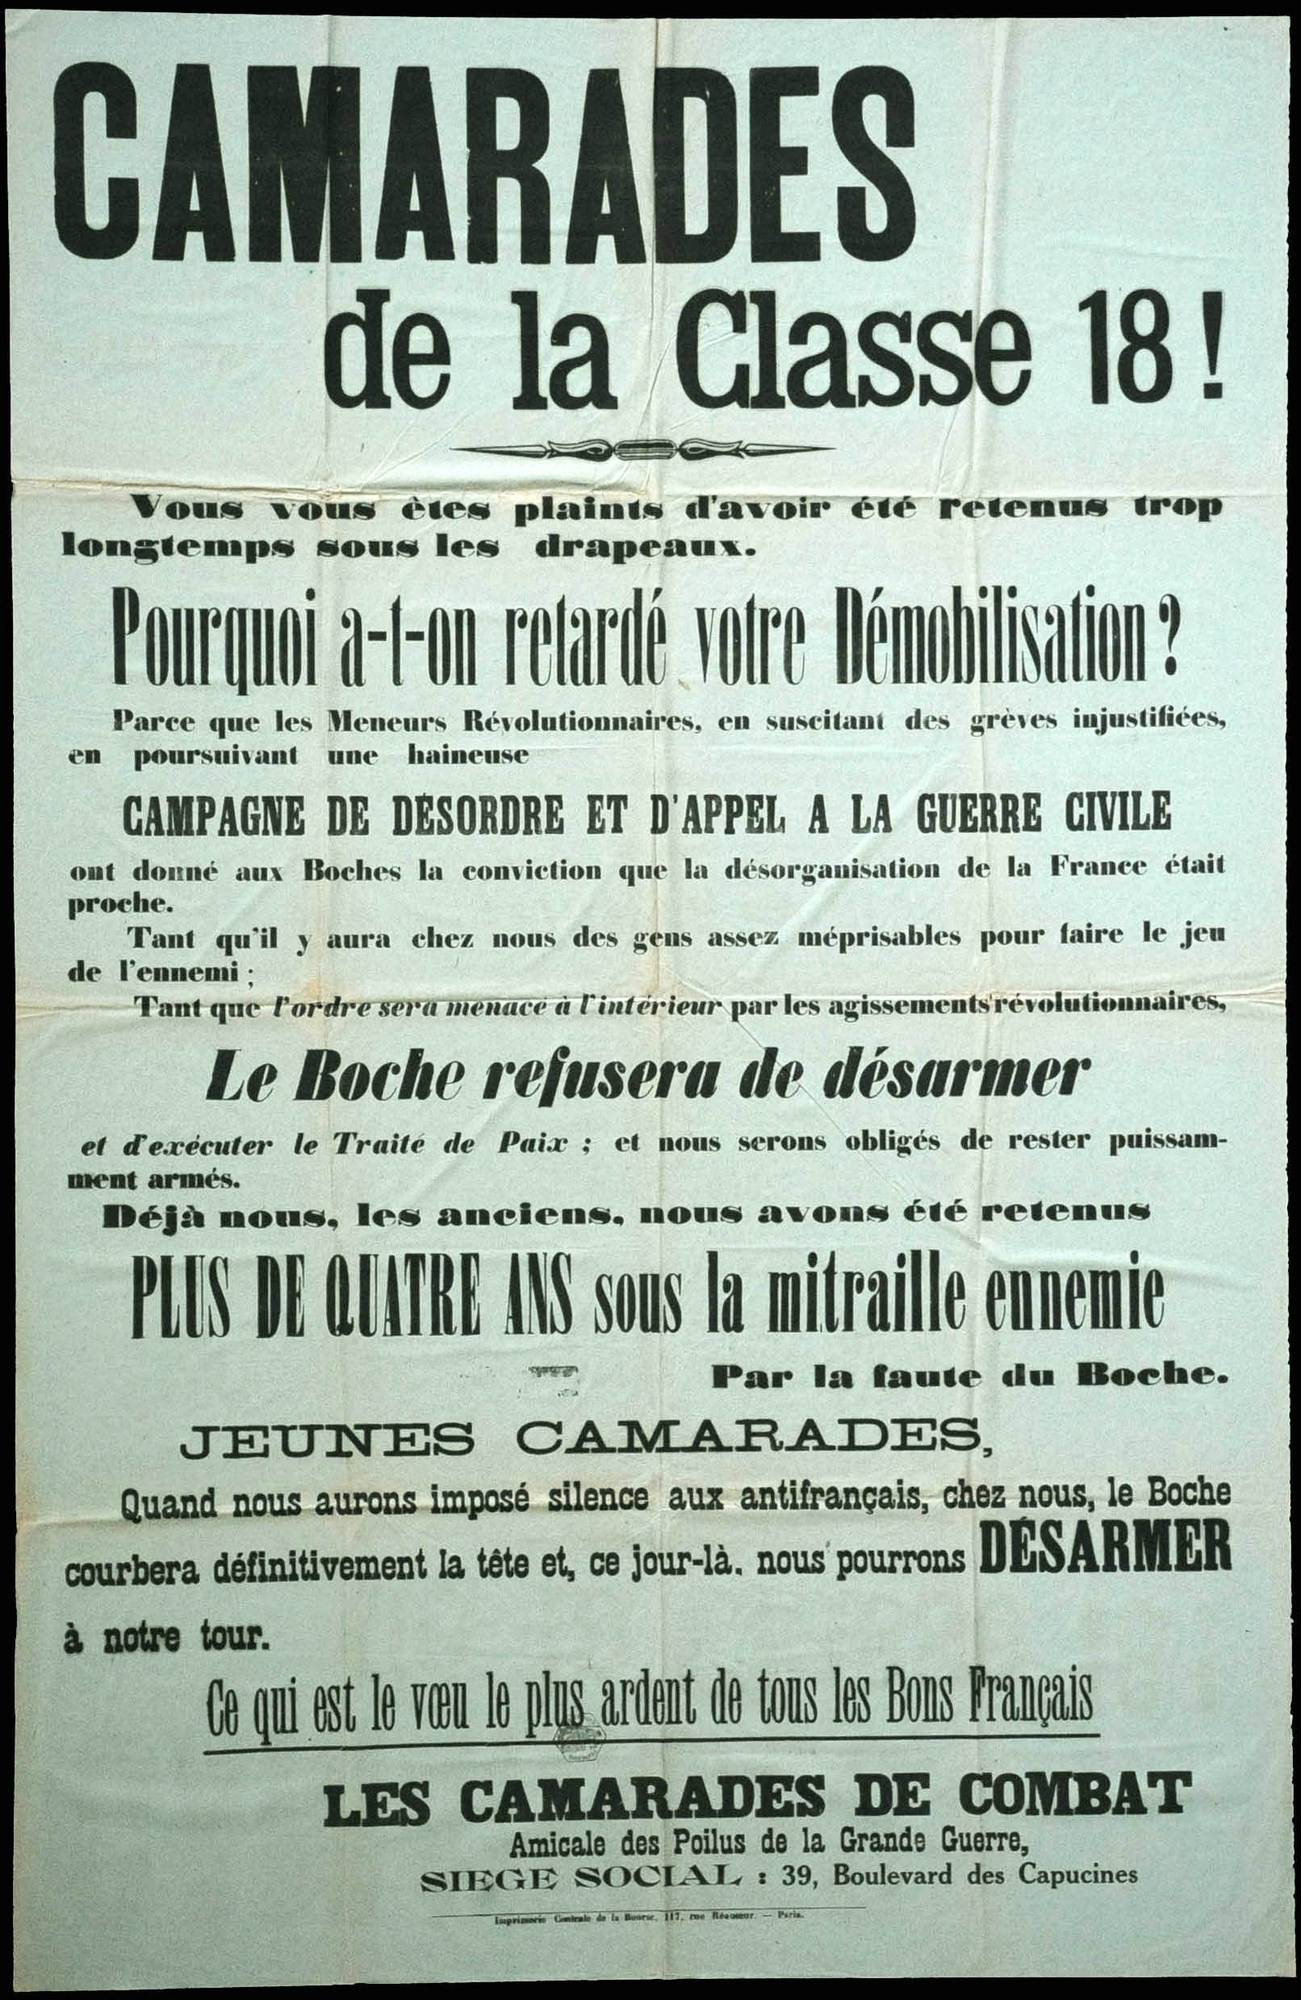 CAMARADES
de la Classe 18 !
Vous vous êtes plaints d'avoir été retenus trop
longtemps sous les drapeaux.
Pourquoi a-t-on retardé votre Démobilisation ?
Parce que les Meneurs Révolutionnaires, en suscitant des grèves injustifiées,
en poursuivant une haineuse
CAMPAGNE DE DÉSORDRE ET D'APPEL A LA GUERRE CIVILE
ont donné aux Boches la conviction que la désorganisation de la France était
proche.
Tant qu'il y aura chez nous des gens assez méprisables pour faire le jeu
de l'ennemi ;
Tant que l'ordre sera menacé à l'intérieur par les agissements révolutionnaires,
Le Boche refusera de désarmer
et d'exécuter le Traité de Paix ; et nous serons obligés de rester puissam-
ment armés.
Déjà nous, les anciens, nous avons été retenus
PLUS DE QUATRE ANS sous la mitraille ennemie
Par la faute du Boche.
JEUNES CAMARADES,
Quand nous aurons imposé silence aux antifrançais, chez nous, le Boche
courbera définitivement la tête et, ce jour-là, nous pourrons DÉSARMER
à notre tour.
Ce qui est le vœu le plus ardent de tous les Bons Français
LES CAMARADES DE COMBAT
Amicale des Poilus de la Grande Guerre,
SIEGE SOCIAL : 39, Boulevard des Capucines
Imprimerie Centrale de la Bourse, 117, rue Réaumur. — Paris.